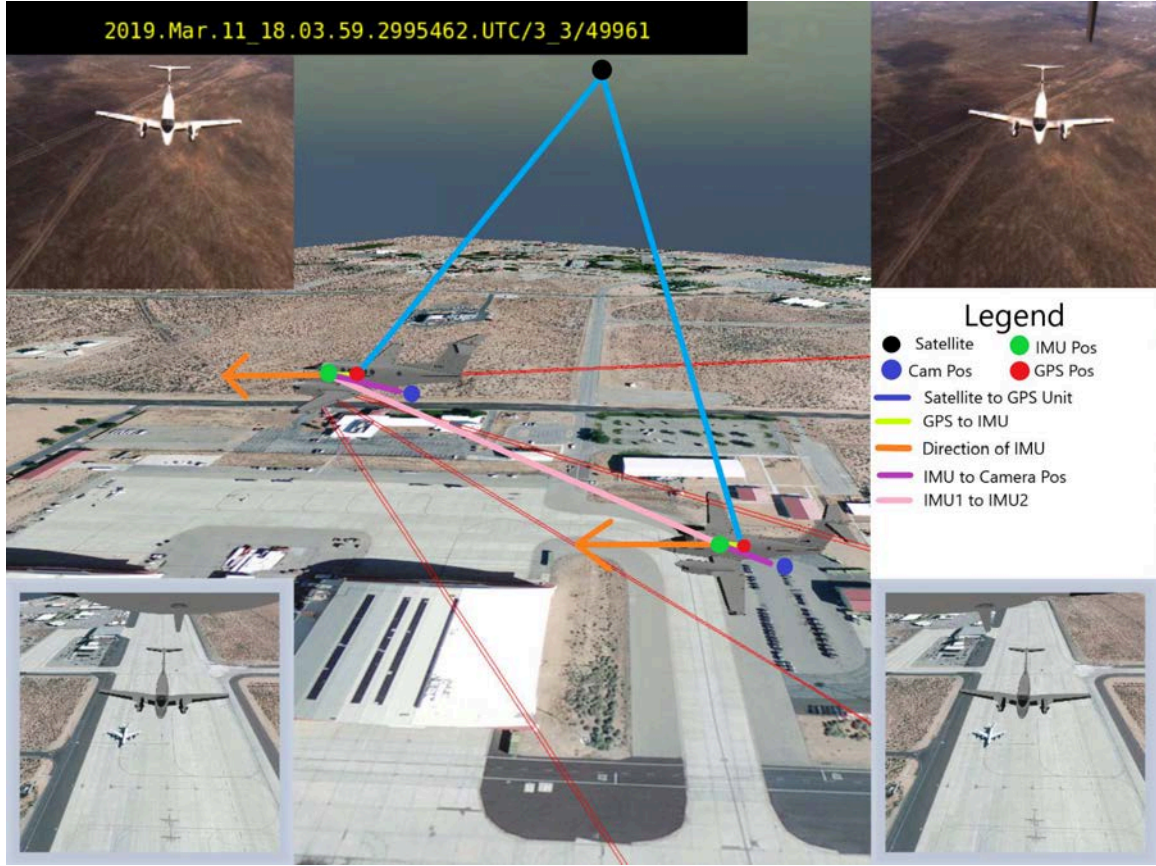 2019.Mar.11_18.03.59.2995462.UTC/3_3/49961
Legend
Satellite
IMU Pos
Cam Pos
GPS Pos
Satellite to GPS Unit
GPS to IMU
Direction of IMU
IMU to Camera Pos
IMU1 to IMU2